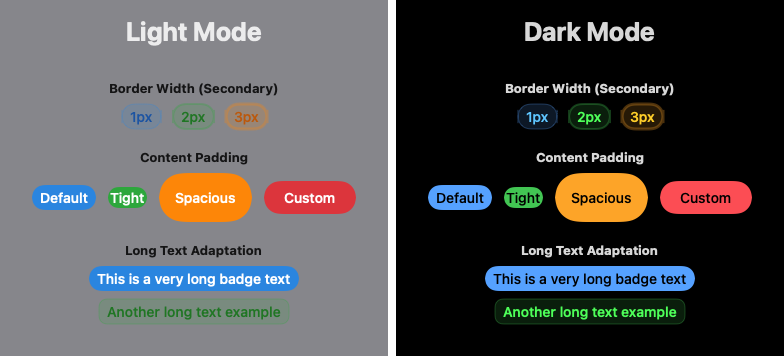 Light Mode
Border Width (Secondary)
1px 2px 3px
Content Padding
Default Tight Spacious Custom
Long Text Adaptation
This is a very long badge text
Another long text example
Dark Mode
Border Width (Secondary)
1px 2px 3px
Content Padding
Default Tight Spacious Custom
Long Text Adaptation
This is a very long badge text
Another long text example